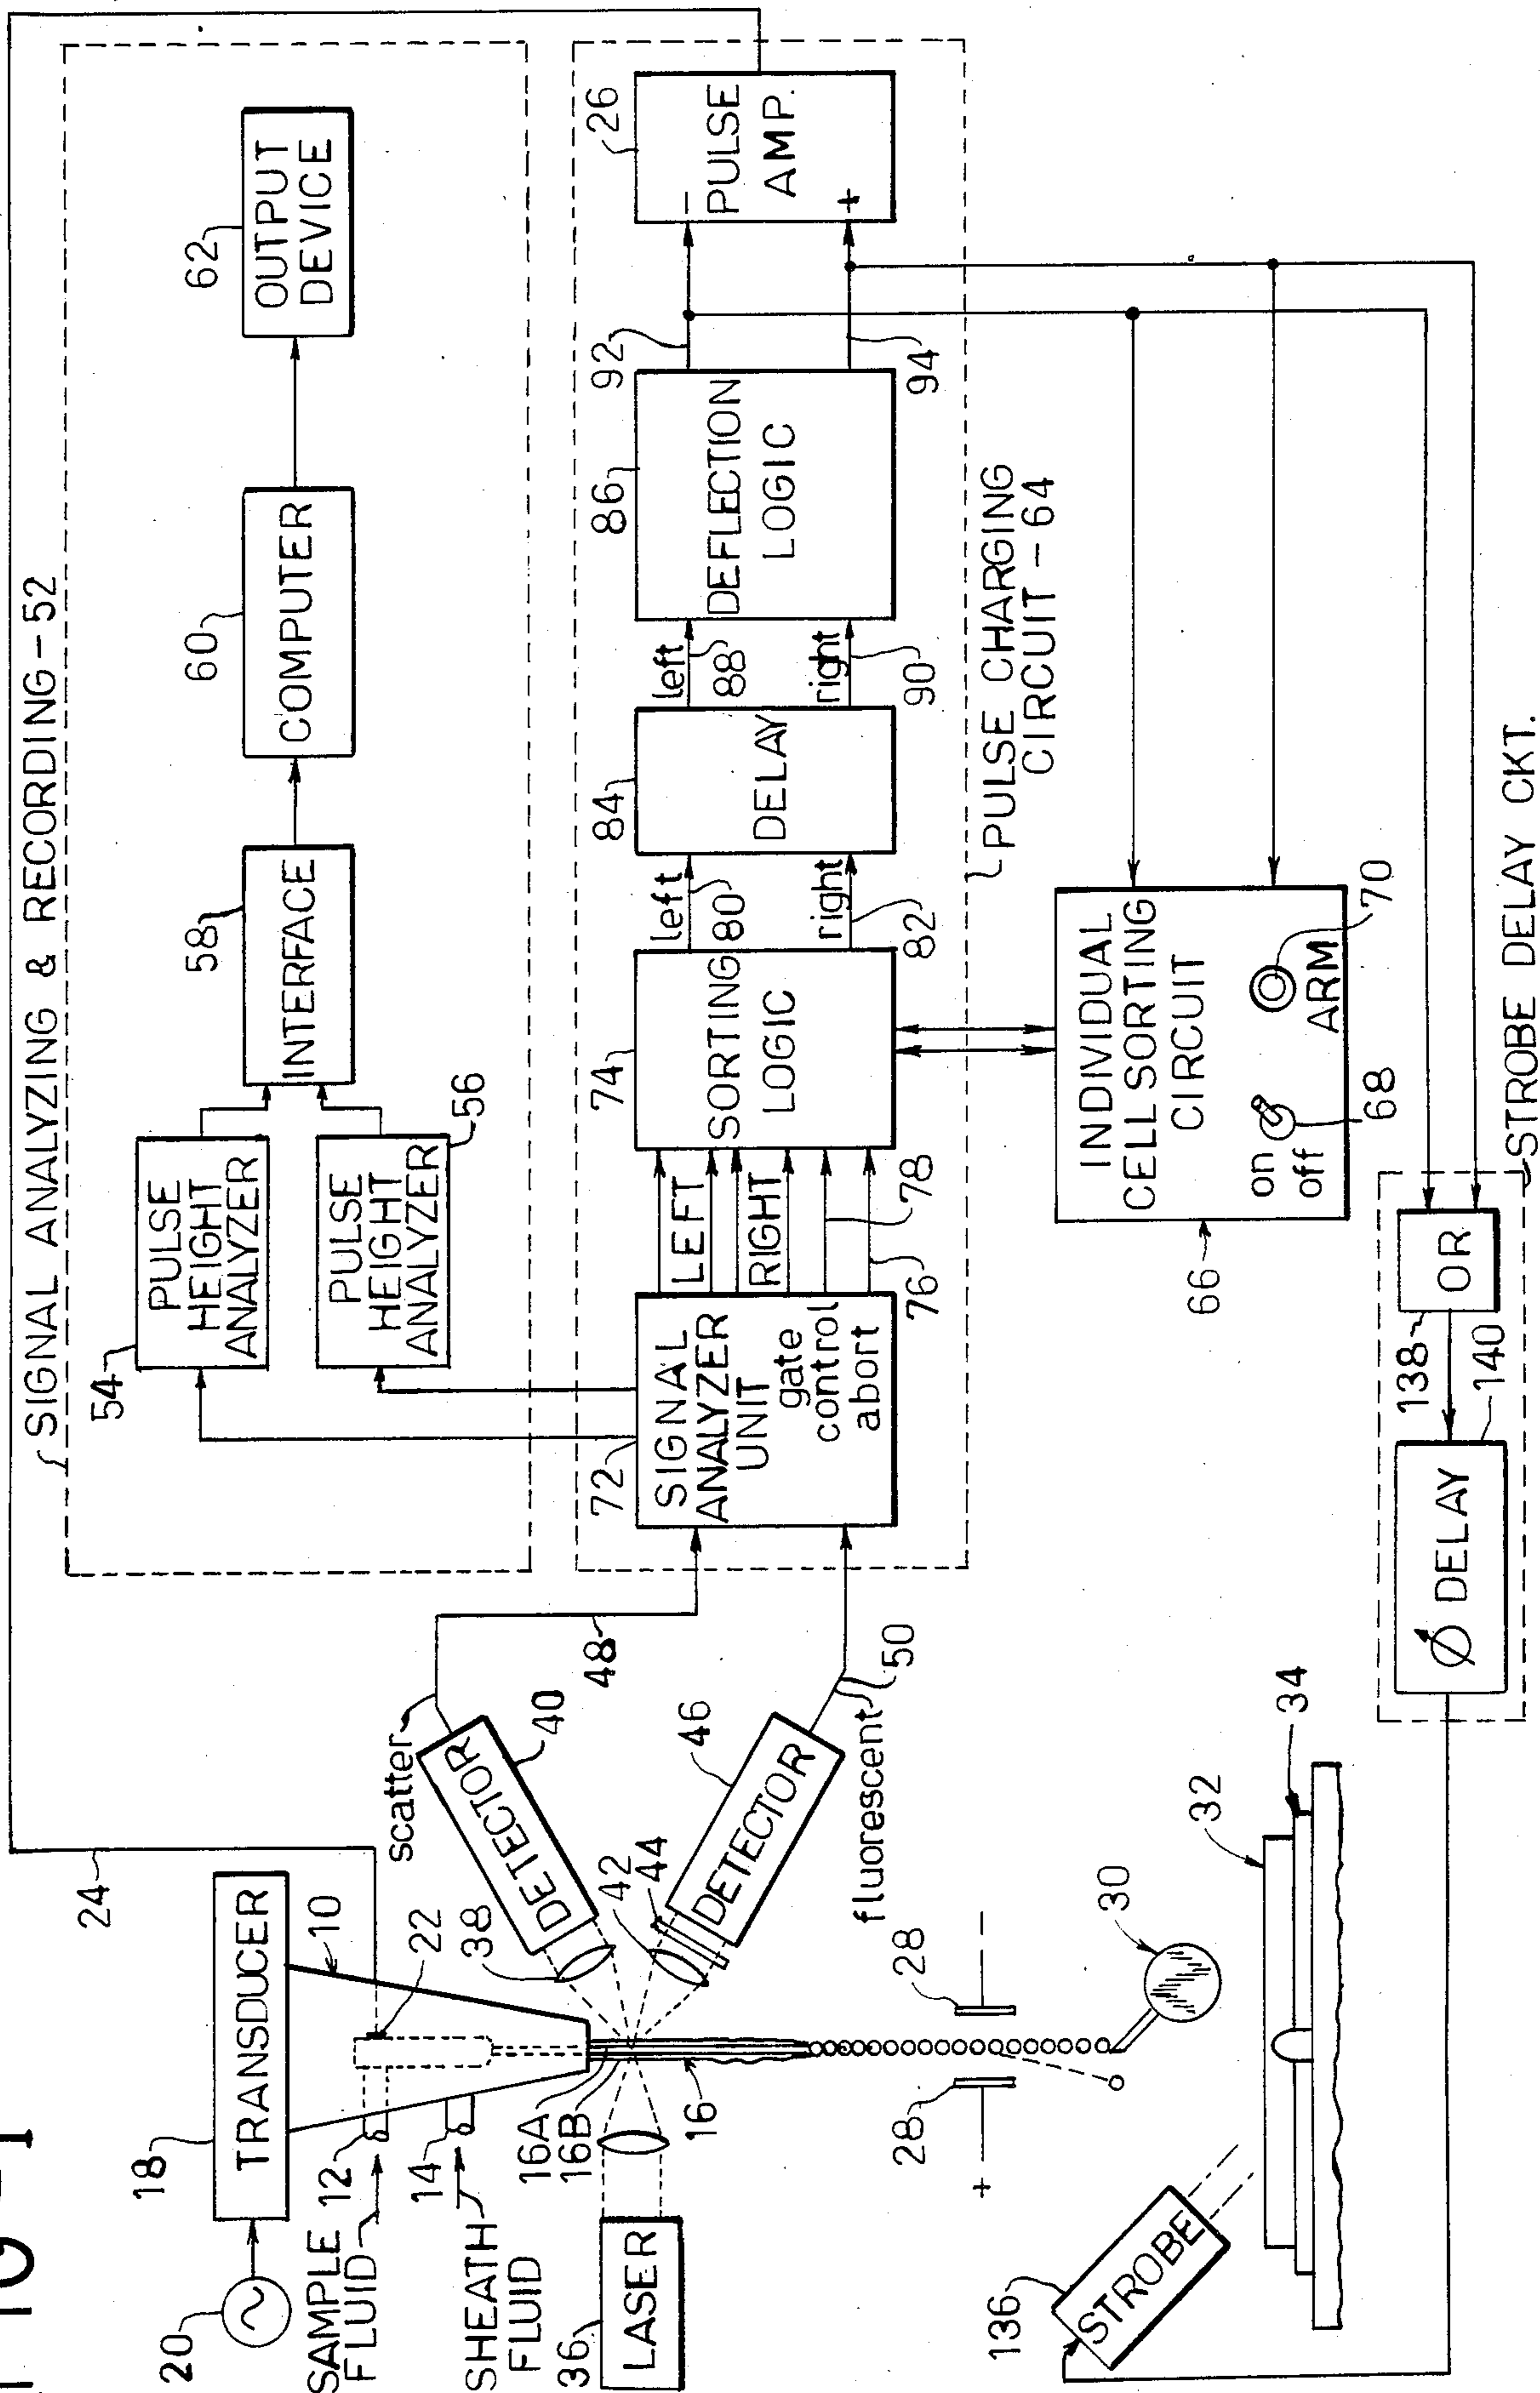 SIGNAL ANALYZING & RECORDING-52
54
PULSE
HEIGHT
ANALYZER
PULSE
HEIGHT
ANALYZER
56
58
INTERFACE
60
COMPUTER
62
OUTPUT
DEVICE
24
18
TRANSDUCER
20
10
22
12
SAMPLE
FLUID
14
SHEATH
FLUID
16A
16B
16
36
LASER
38
scatter
DETECTOR
40
42
44
46
DETECTOR
fluorescent
48
50
72
SIGNAL
ANALYZER
UNIT
gate
control
abort
LEFT
RIGHT
76
78
74
SORTING
LOGIC
left
80
right
82
84
DELAY
left
88
right
90
86
DEFLECTION
LOGIC
92
94
26
-
PULSE
AMP.
+
PULSE CHARGING
CIRCUIT-64
28
28
+
-
30
32
34
136
STROBE
66
INDIVIDUAL
CELL SORTING
CIRCUIT
on
off
68
ARM
70
STROBE DELAY CKT.
138
OR
140
DELAY